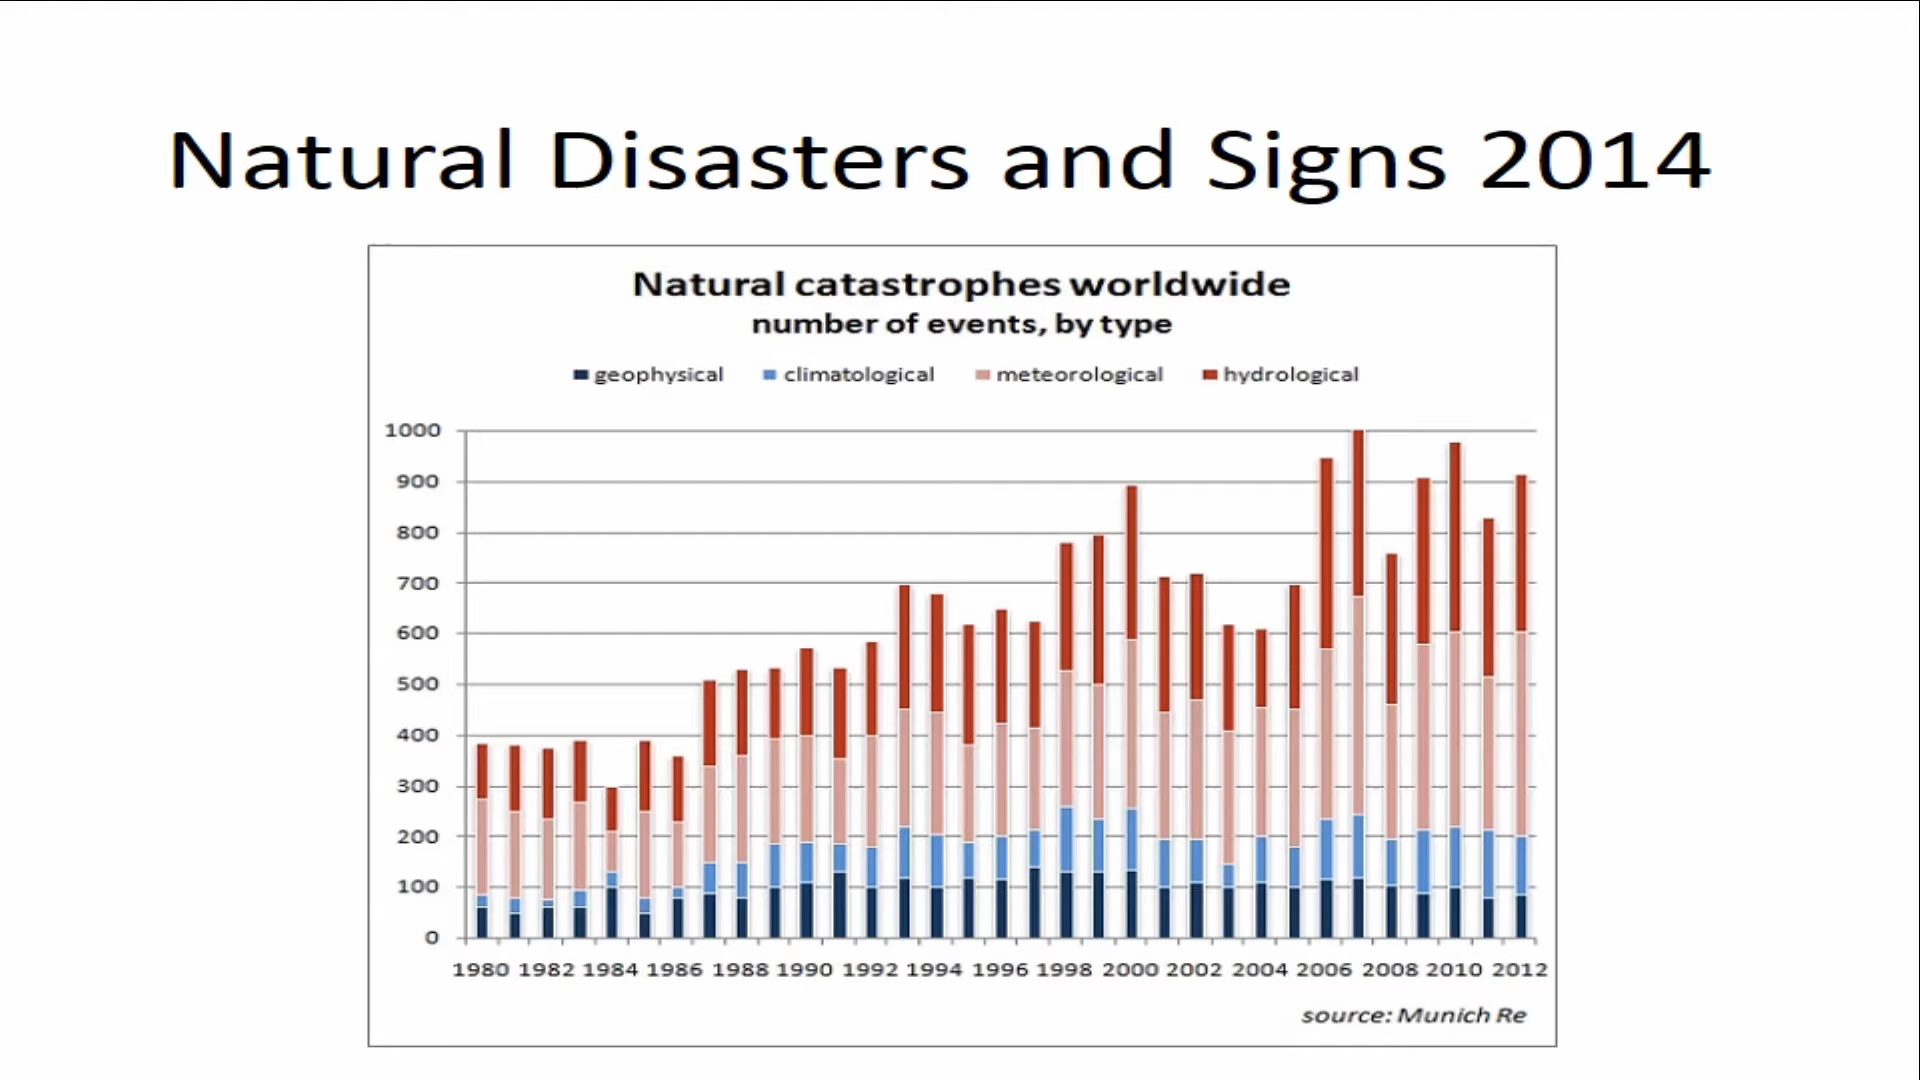 Natural Disasters and Signs 2014
Natural catastrophes worldwide
number of events, by type
geophysical climatological meteorological hydrological
1000
900
800
700
600
500
400
300
200
100
0
1980 1982 1984 1986 1988 1990 1992 1994 1996 1998 2000 2002 2004 2006 2008 2010 2012
source: Munich Re